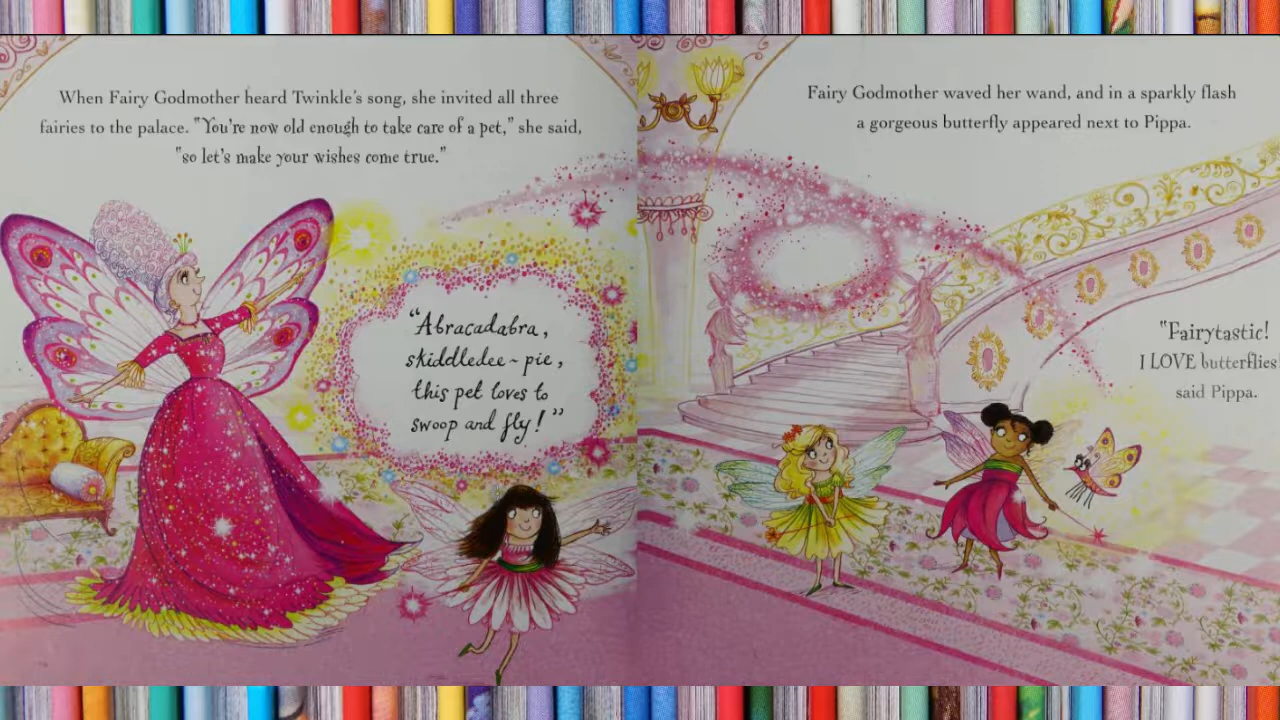 When Fairy Godmother heard Twinkle's song, she invited all three
fairies to the palace. "You're now old enough to take care of a pet," she said,
"so let's make your wishes come true."
"Abracadabra,
skiddledee~pie,
this pet loves to
swoop and fly!"
Fairy Godmother waved her wand, and in a sparkly flash
a gorgeous butterfly appeared next to Pippa.
"Fairytastic!
I LOVE butterflies
said Pippa.